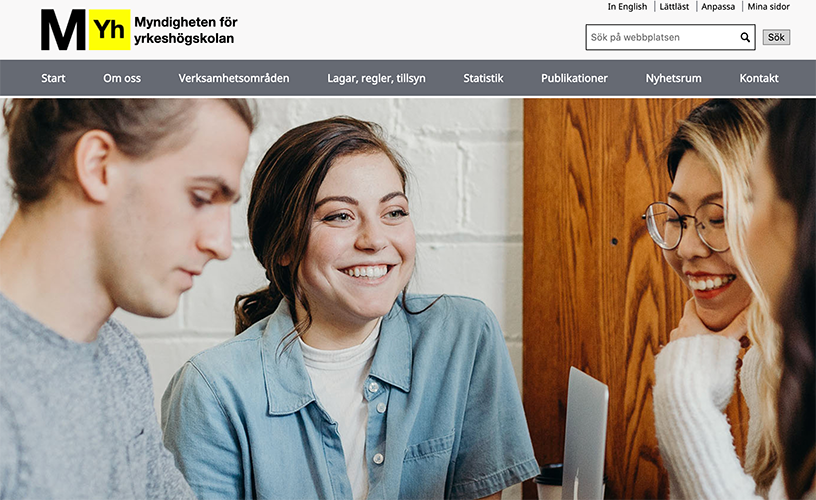 In English Lättläst Anpassa Mina sidor
MYh Myndigheten för
yrkeshögskolan
Sök på webbplatsen Sök
Start Om oss Verksamhetsområden Lagar, regler, tillsyn Statistik Publikationer Nyhetsrum Kontakt